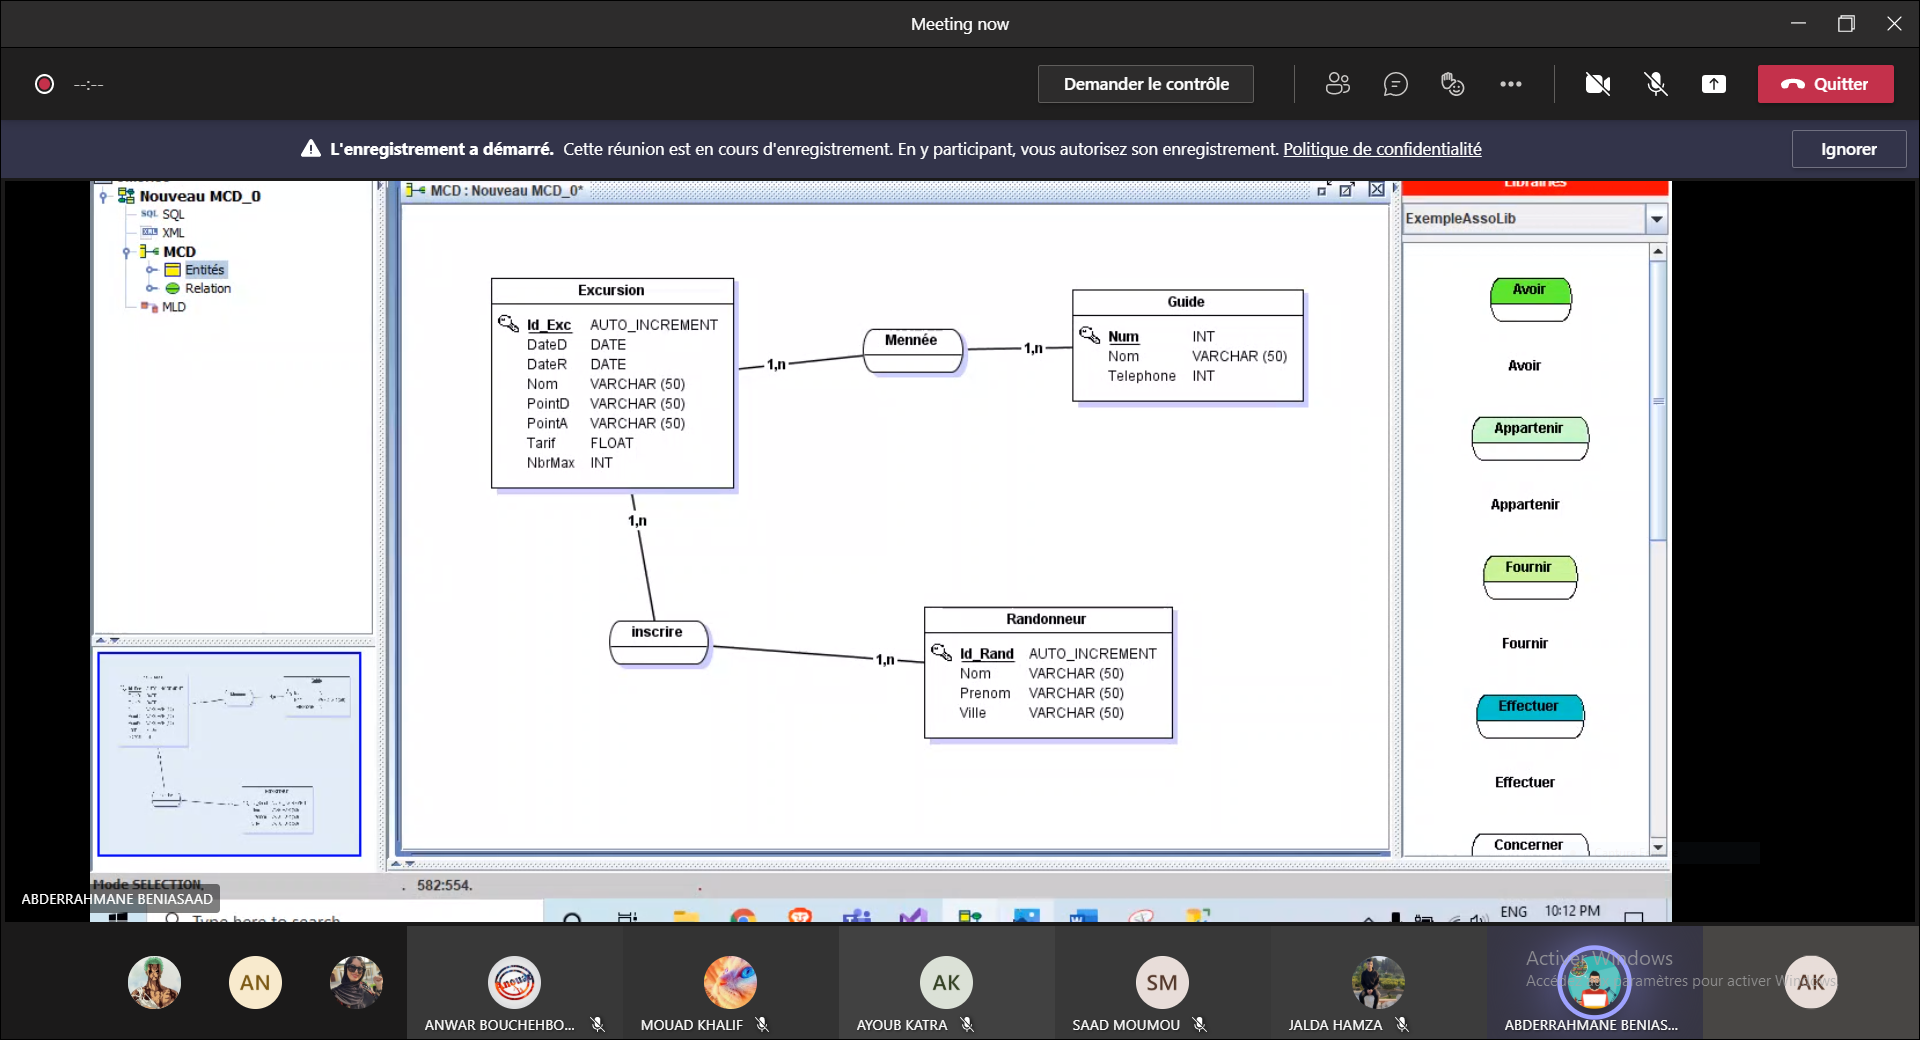 Meeting now
--:--
Demander le contrôle
Quitter
L'enregistrement a démarré. Cette réunion est en cours d'enregistrement. En y participant, vous autorisez son enregistrement. Politique de confidentialité
Ignorer
Nouveau MCD_0
SQL SQL
XML XML
MCD
Entités
Relation
MLD
MCD : Nouveau MCD_0*
Librairies
ExempleAssoLib
Excursion
Id_Exc AUTO_INCREMENT
DateD DATE
DateR DATE
Nom VARCHAR (50)
PointD VARCHAR (50)
PointA VARCHAR (50)
Tarif FLOAT
NbrMax INT
1,n
Mennée
1,n
Guide
Num INT
Nom VARCHAR (50)
Telephone INT
1,n
inscrire
1,n
Randonneur
Id_Rand AUTO_INCREMENT
Nom VARCHAR (50)
Prenom VARCHAR (50)
Ville VARCHAR (50)
Avoir
Avoir
Appartenir
Appartenir
Fournir
Fournir
Effectuer
Effectuer
Concerner
Mode SELECTION.
. 582:554. .
ABDERRAHMANE BENIASAAD
Type here to search
ENG 10:12 PM
AN
ANWAR BOUCHEHBO...
MOUAD KHALIF
AK
AYOUB KATRA
SM
SAAD MOUMOU
JALDA HAMZA
ABDERRAHMANE BENIAS...
AK
Activer Windows
Accédez aux paramètres pour activer Windows.